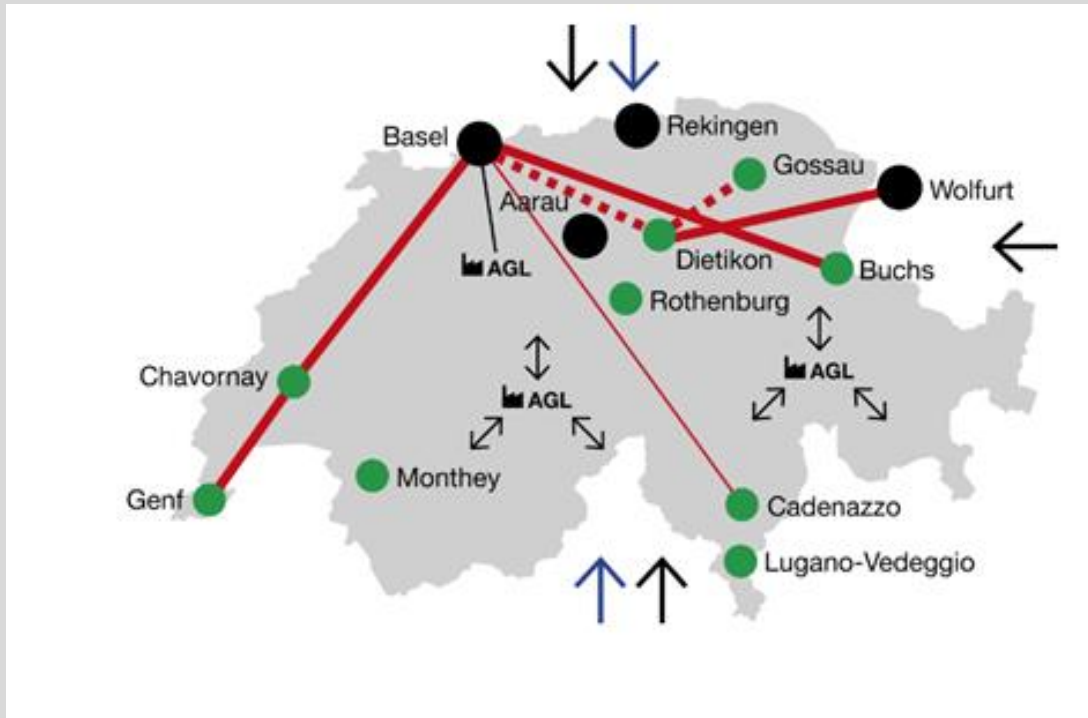 Basel
Rekingen
Gossau
Wolfurt
Aarau
Dietikon
Buchs
AGL
Rothenburg
Chavornay
AGL
AGL
Monthey
Genf
Cadenazzo
Lugano-Vedeggio